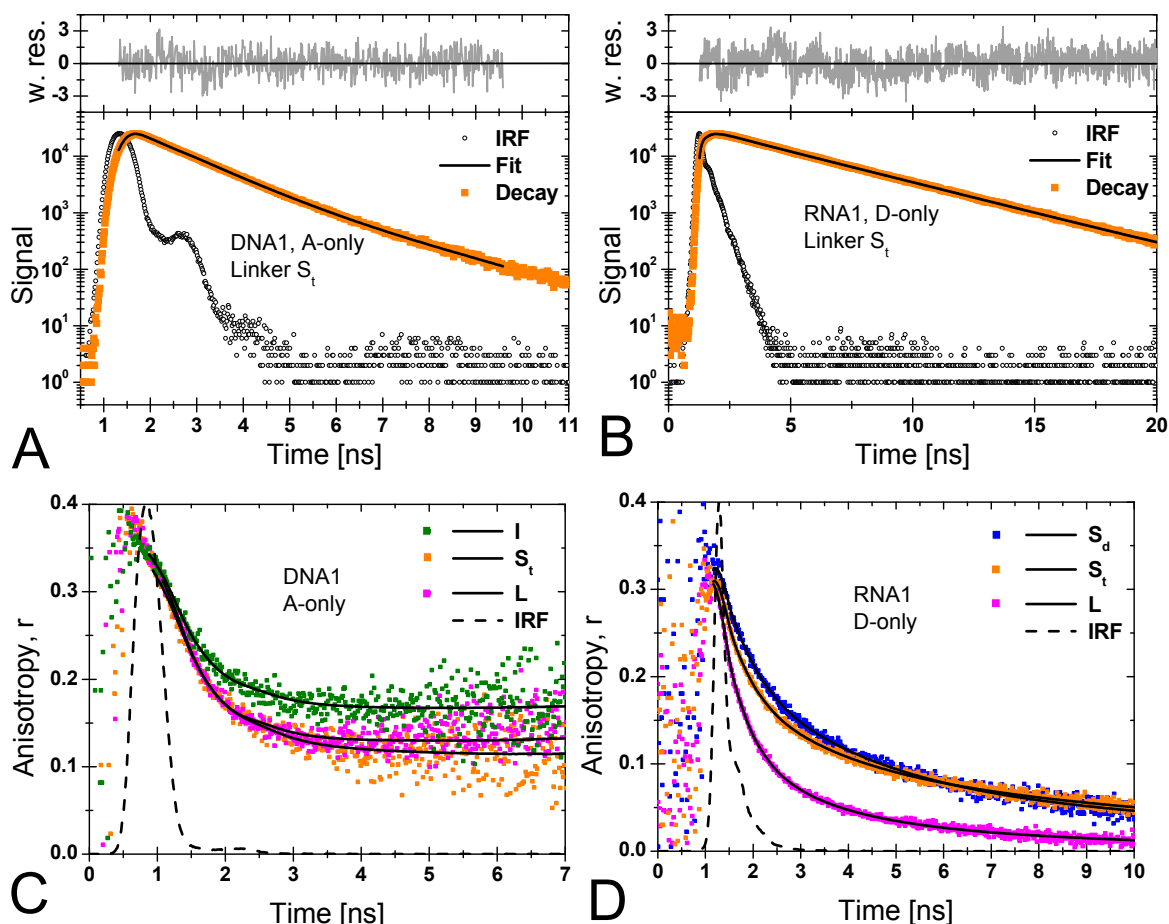 w. res.
3
0
-3
Signal
10^4
10^3
10^2
10^1
10^0
IRF
Fit
Decay
DNA1, A-only
Linker S_t
1 2 3 4 5 6 7 8 9 10 11
Time [ns]
A
w. res.
3
0
-3
Signal
10^4
10^3
10^2
10^1
10^0
IRF
Fit
Decay
RNA1, D-only
Linker S_t
0 5 10 15 20
Time [ns]
B
Anisotropy, r
0.4
0.3
0.2
0.1
0.0
I
S_t
L
IRF
DNA1
A-only
0 1 2 3 4 5 6 7
Time [ns]
C
Anisotropy, r
0.4
0.3
0.2
0.1
0.0
S_d
S_t
L
IRF
RNA1
D-only
0 1 2 3 4 5 6 7 8 9 10
Time [ns]
D